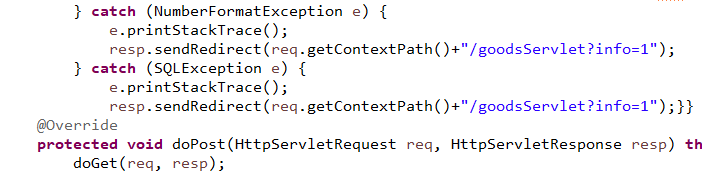 } catch (NumberFormatException e) {
e.printStackTrace();
resp.sendRedirect(req.getContextPath()+"/goodsServlet?info=1");
} catch (SQLException e) {
e.printStackTrace();
resp.sendRedirect(req.getContextPath()+"/goodsServlet?info=1");}}
@Override
protected void doPost(HttpServletRequest req, HttpServletResponse resp) th
doGet(req, resp);